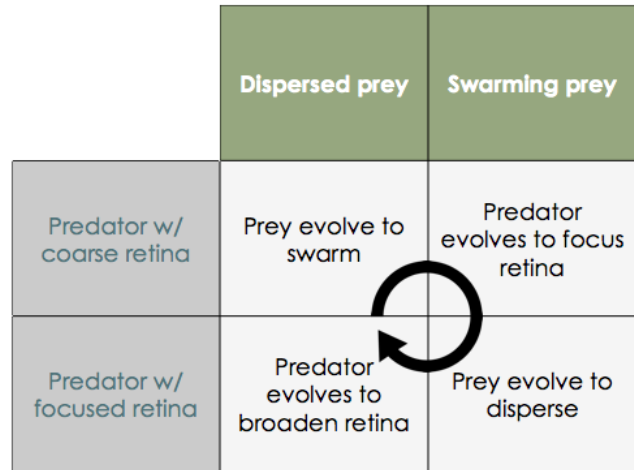 Dispersed prey
Swarming prey
Predator w/
coarse retina
Prey evolve to
swarm
Predator
evolves to focus
retina
Predator w/
focused retina
Predator
evolves to
broaden retina
Prey evolve to
disperse